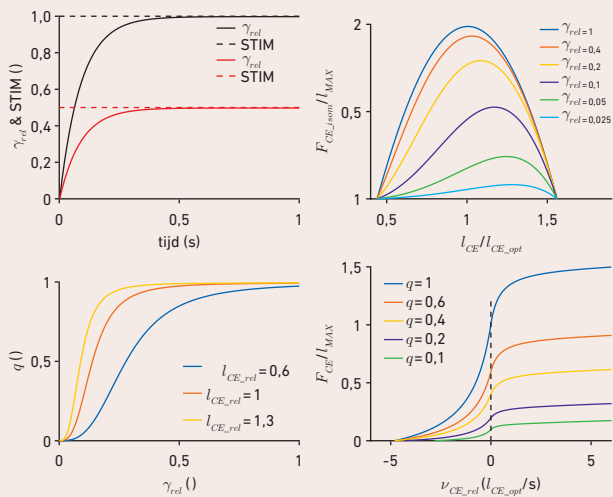 γrel & STIM ()
1,0
0,8
0,6
0,4
0,2
0
0
0,5
1
tijd (s)
γrel
STIM
γrel
STIM
FCE_isom/lMAX
2
0,5
1
0,5
1
1,5
lCE/lCE_opt
γrel=1
γrel=0,4
γrel=0,2
γrel=0,1
γrel=0,05
γrel=0,025
q()
1
0,5
0
0
0,5
1
γrel ()
lCE_rel=0,6
lCE_rel=1
lCE_rel=1,3
FCE/lMAX
1,5
1
0,5
0
-5
0
5
νCE_rel(lCE_opt/s)
q=1
q=0,6
q=0,4
q=0,2
q=0,1